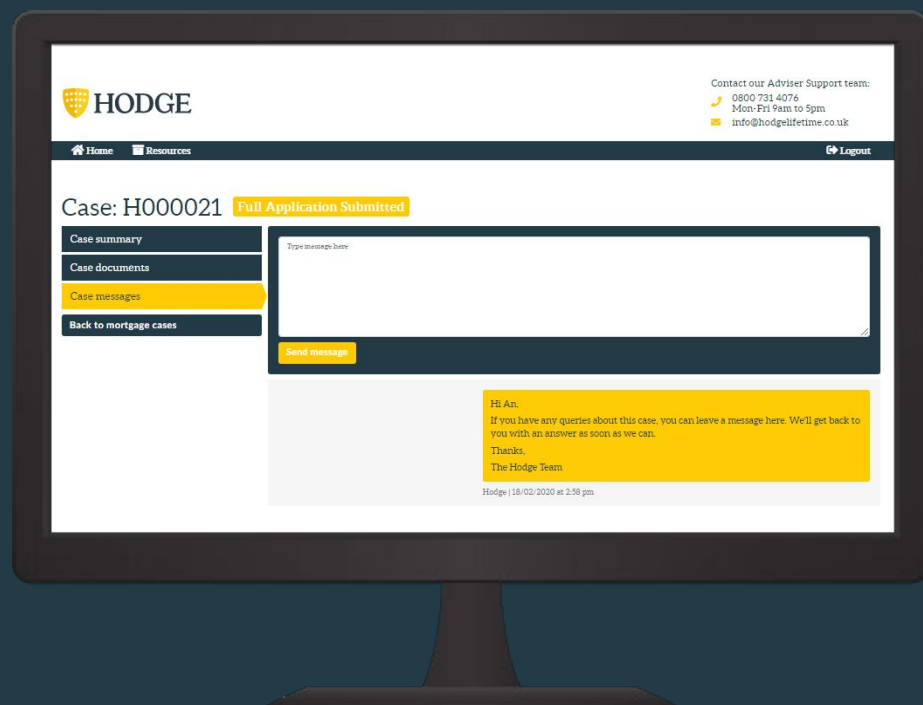 HODGE
Contact our Adviser Support team:
0800 731 4076
Mon-Fri 9am to 5pm
info@hodgelifetime.co.uk
Home Resources Logout
Case: H000021 Full Application Submitted
Case summary
Case documents
Case messages
Back to mortgage cases
Type message here
Send message
Hi An,
If you have any queries about this case, you can leave a message here. We'll get back to
you with an answer as soon as we can.
Thanks,
The Hodge Team
Hodge | 18/02/2020 at 2:58 pm